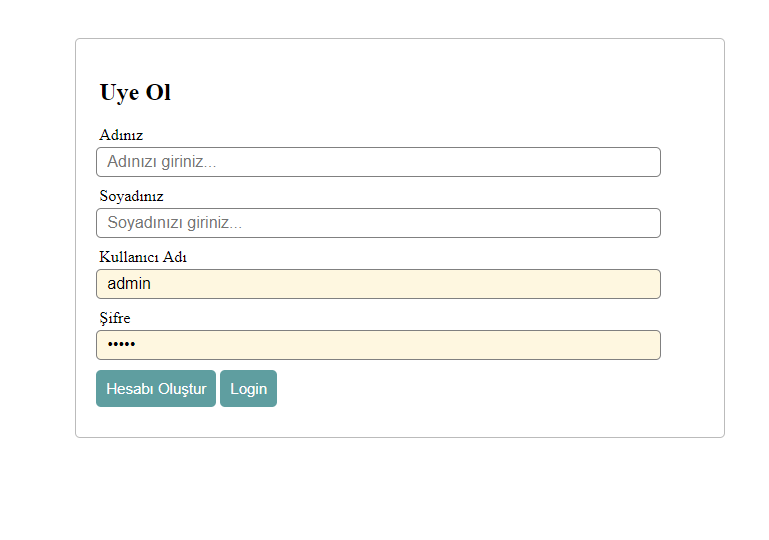 Uye Ol
Adınız
Adınızı giriniz...
Soyadınız
Soyadınızı giriniz...
Kullanıcı Adı
admin
Şifre
•••••
Hesabı Oluştur Login